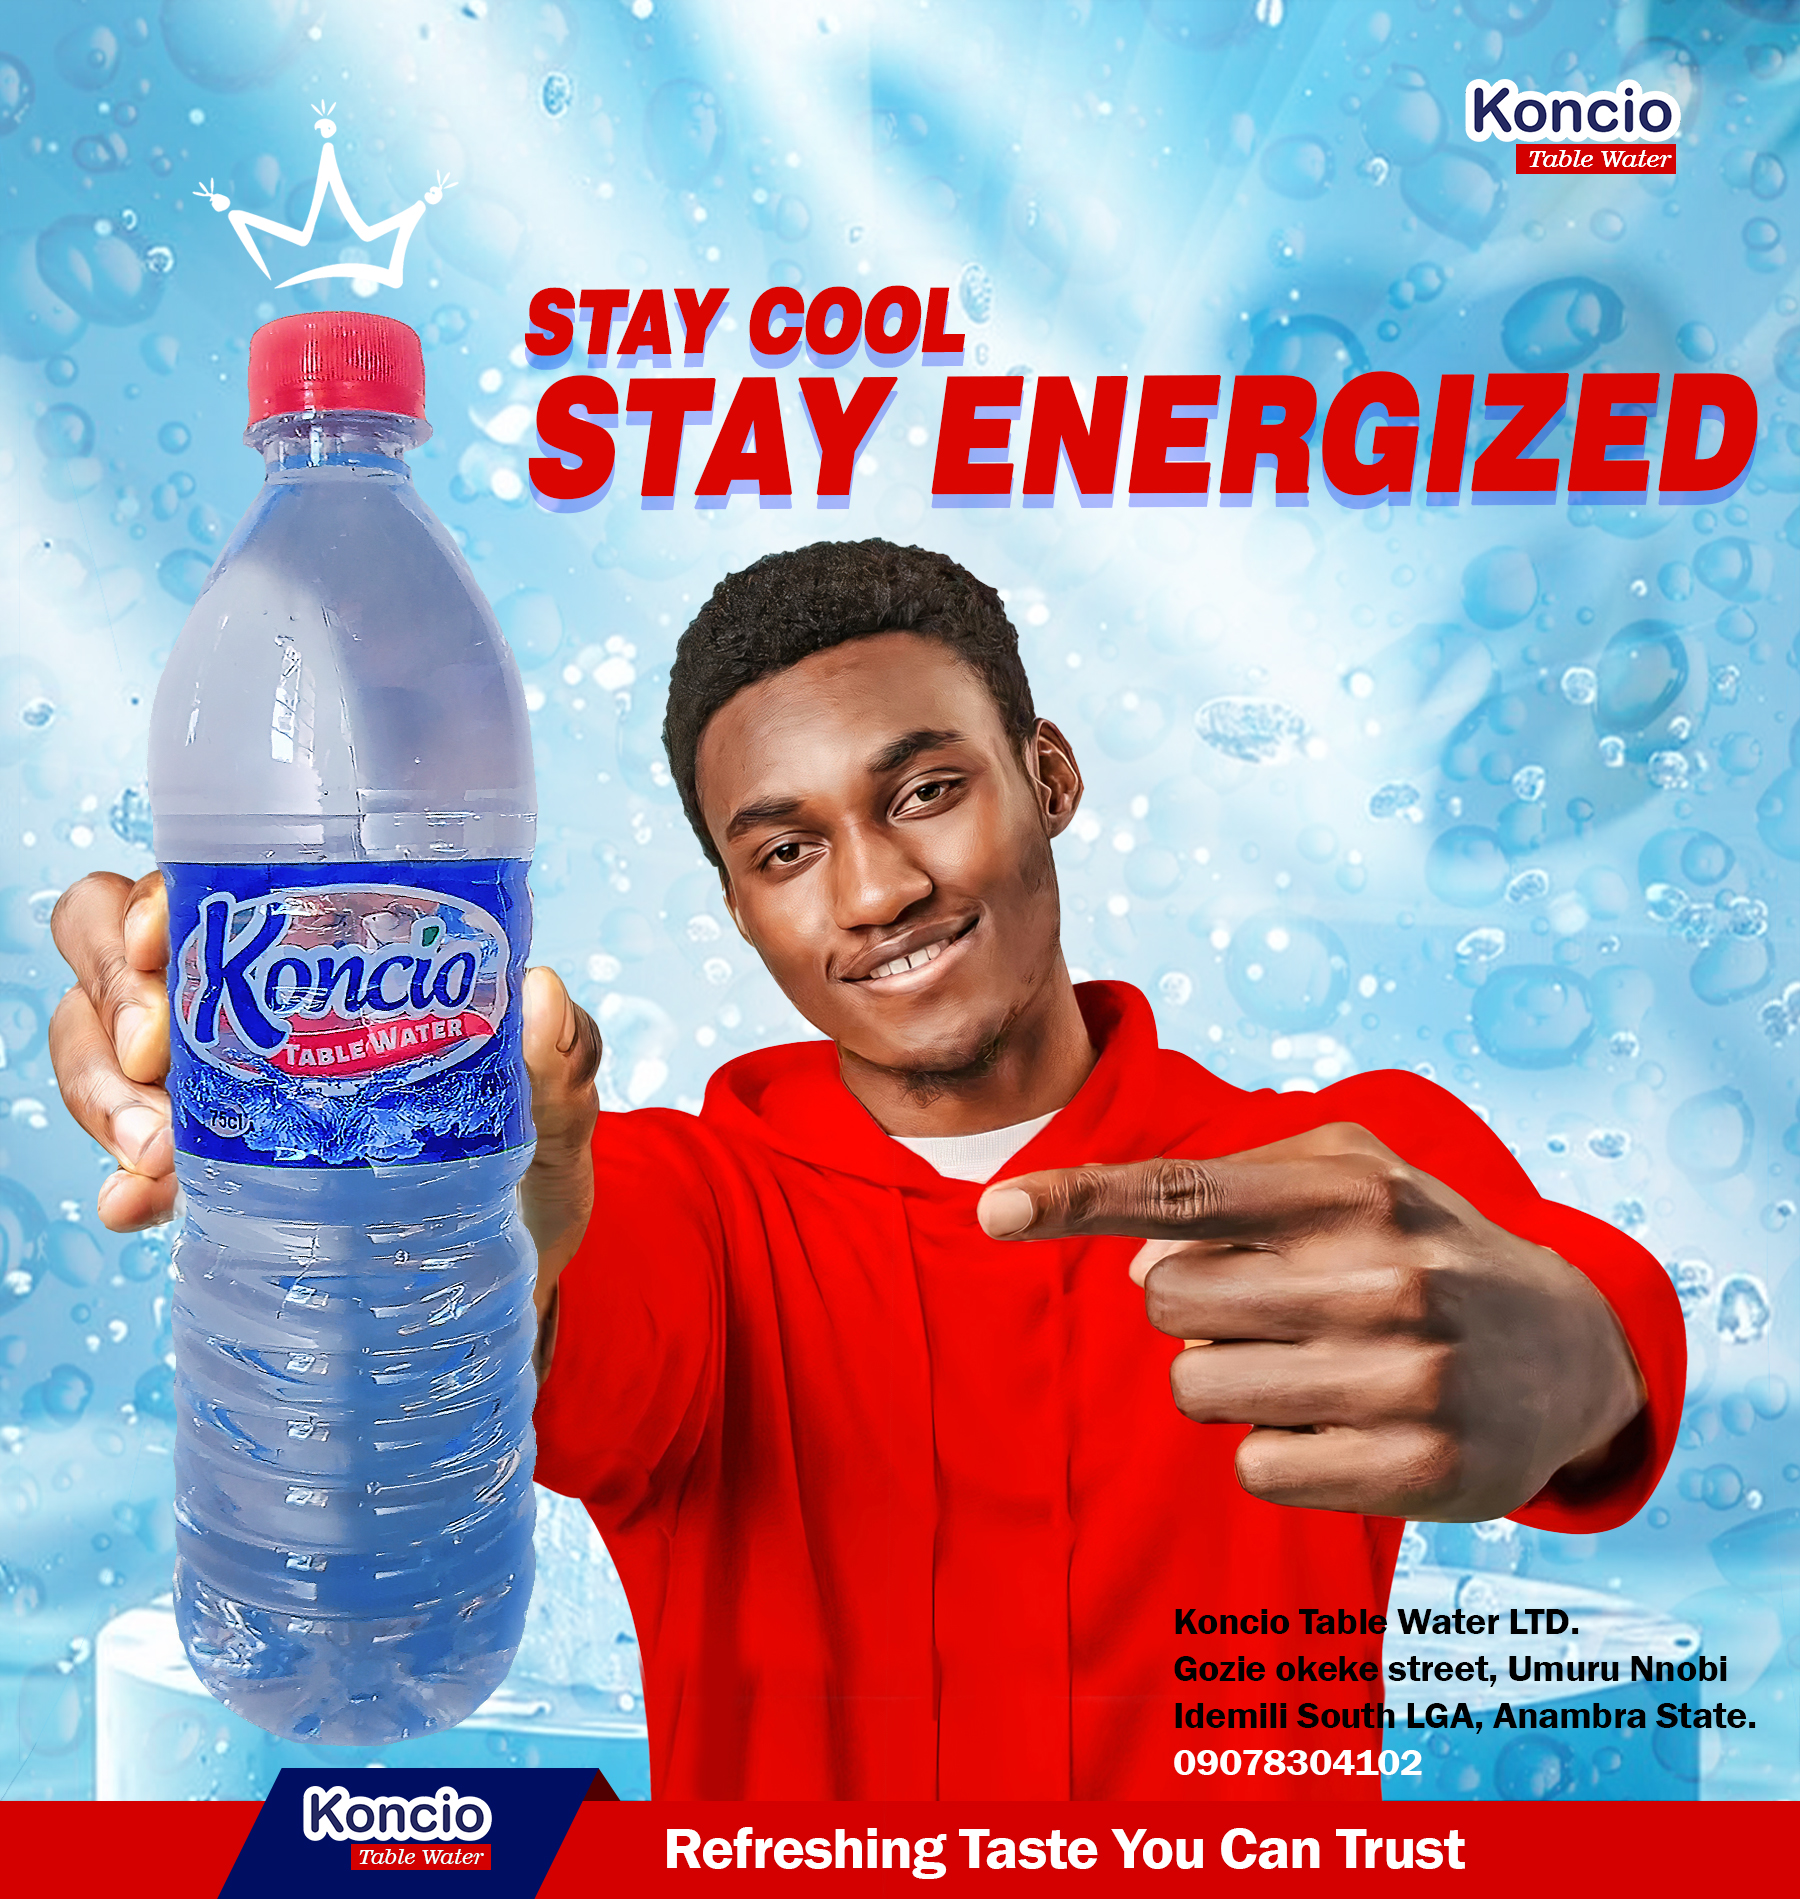 Koncio
Table Water
STAY COOL
STAY ENERGIZED
Koncio
TABLE WATER
75cl
Koncio Table Water LTD.
Gozie okeke street, Umuru Nnobi
Idemili South LGA, Anambra State.
09078304102
Koncio
Table Water
Refreshing Taste You Can Trust